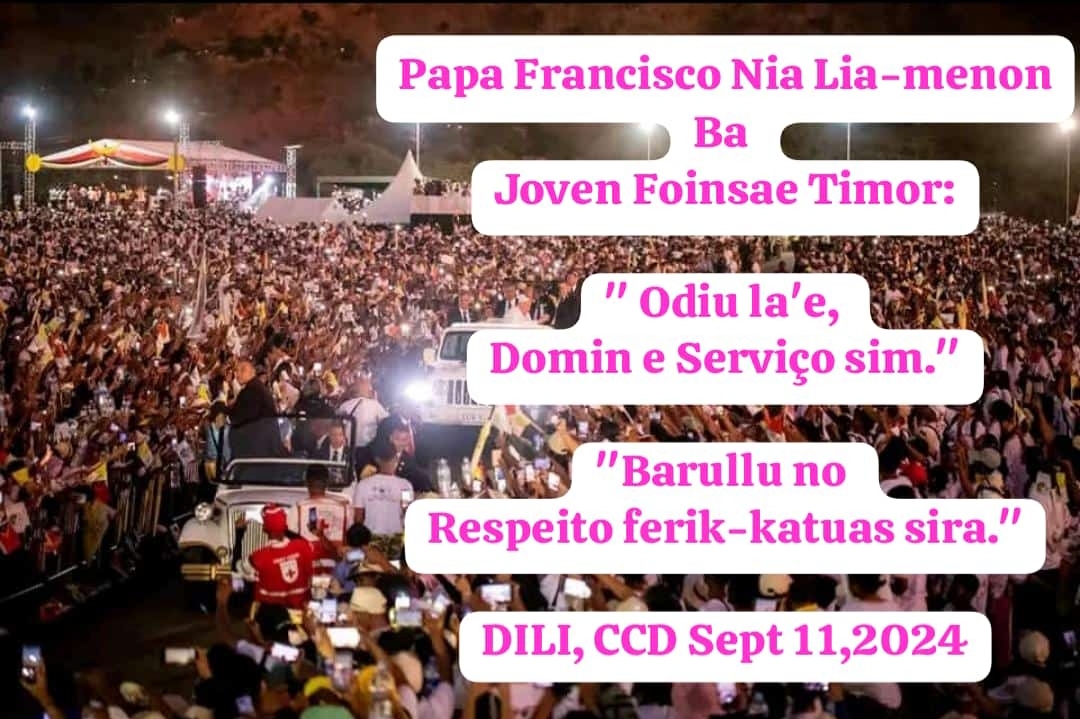 Papa Francisco Nia Lia-menon
Ba
Joven Foinsae Timor:
" Odiu la'e,
Domin e Serviço sim."
"Barullu no
Respeito ferik-katuas sira."
DILI, CCD Sept 11,2024